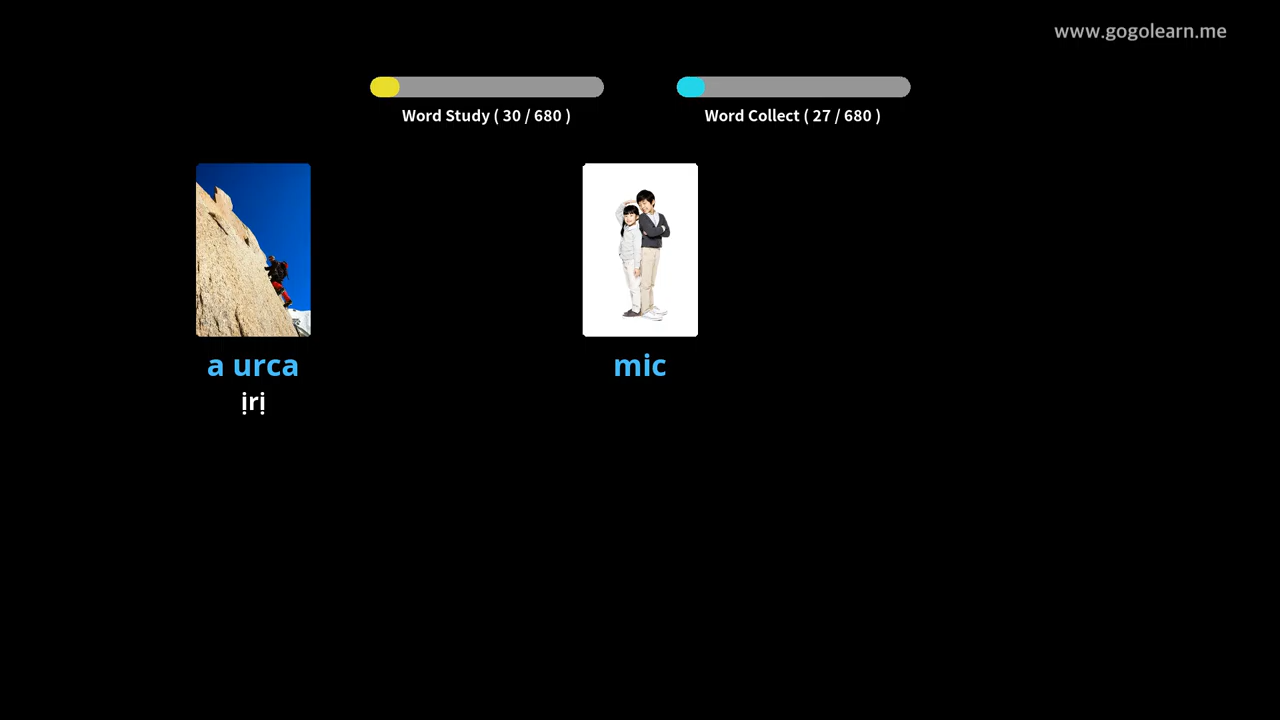 www.gogolearn.me
Word Study ( 30 / 680 )
Word Collect ( 27 / 680 )
a urca
ịrị
mic